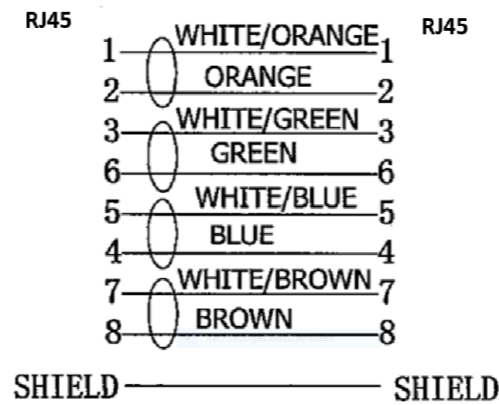 RJ45 RJ45
1 WHITE/ORANGE 1
2 ORANGE 2
3 WHITE/GREEN 3
6 GREEN 6
5 WHITE/BLUE 5
4 BLUE 4
7 WHITE/BROWN 7
8 BROWN 8
SHIELD SHIELD